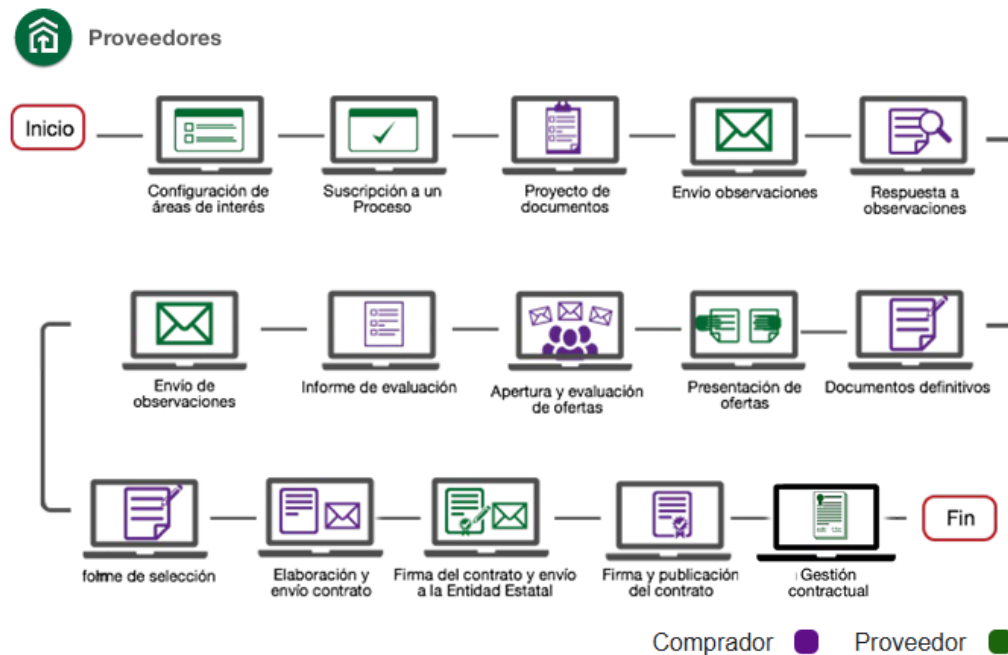 Proveedores
Inicio
Configuración de
áreas de interés
Suscripción a un
Proceso
Proyecto de
documentos
Envio observaciones
Respuesta a
observaciones
Envio de
observaciones
Informe de evaluación
Apertura y evaluación
de ofertas
Presentación de
ofertas
Documentos definitivos
de selección
Elaboración y
envío contrato
Firma del contrato y envío
a la Entidad Estatal
Firma y publicación
del contrato
Gestión
contractual
Fin
Comprador
Proveedor